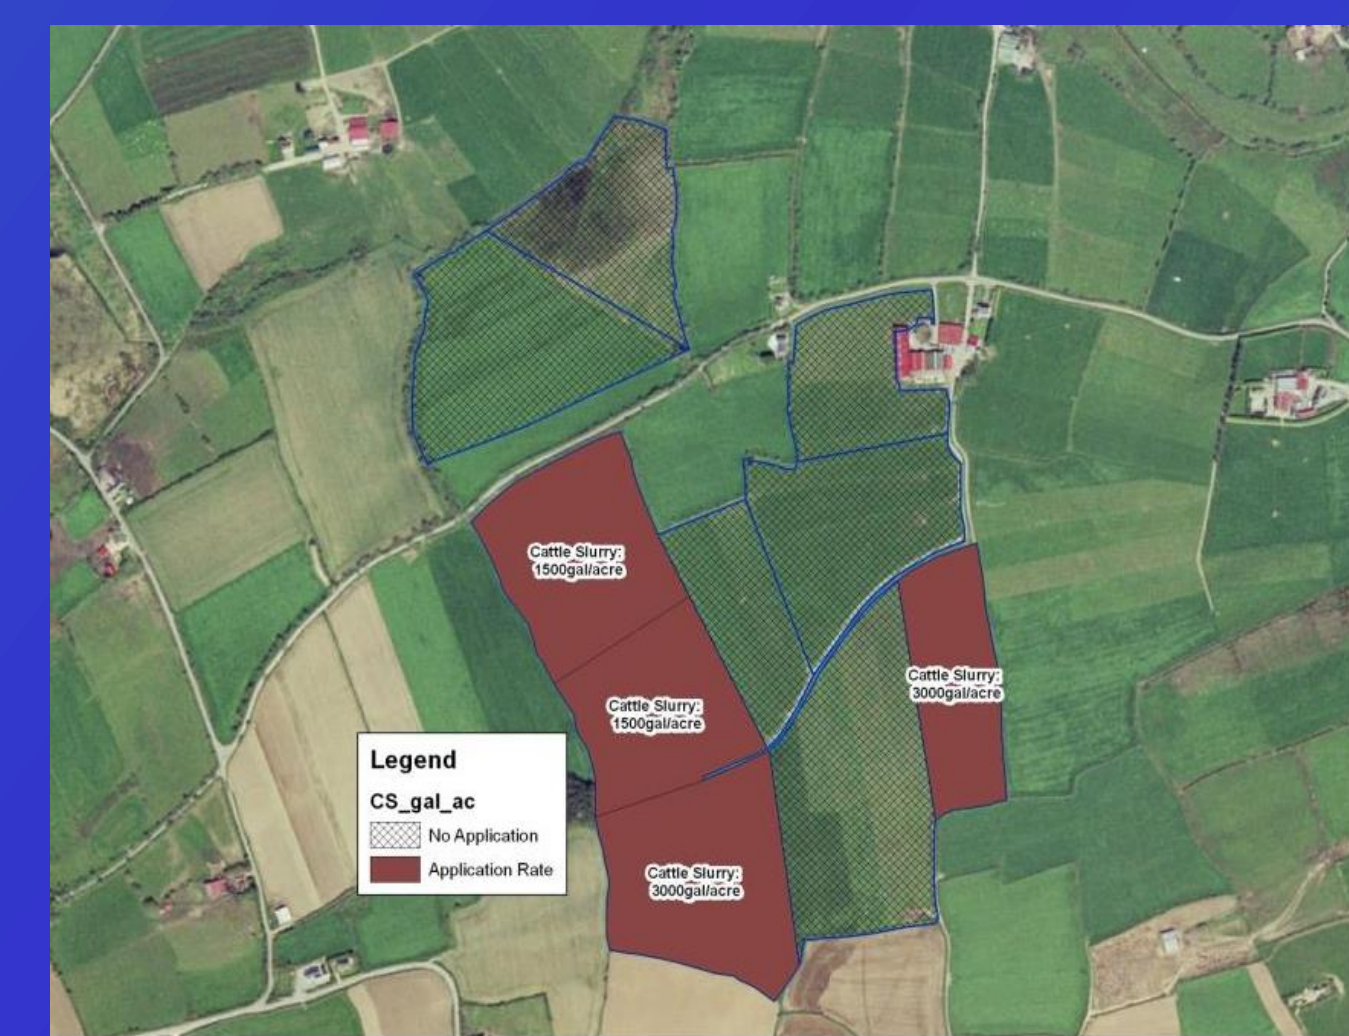 Cattle Slurry:
1500gal/acre
Cattle Slurry:
3000gal/acre
Cattle Slurry:
1500gal/acre
Legend
CS_gal_ac
No Application
Application Rate
Cattle Slurry:
3000gal/acre